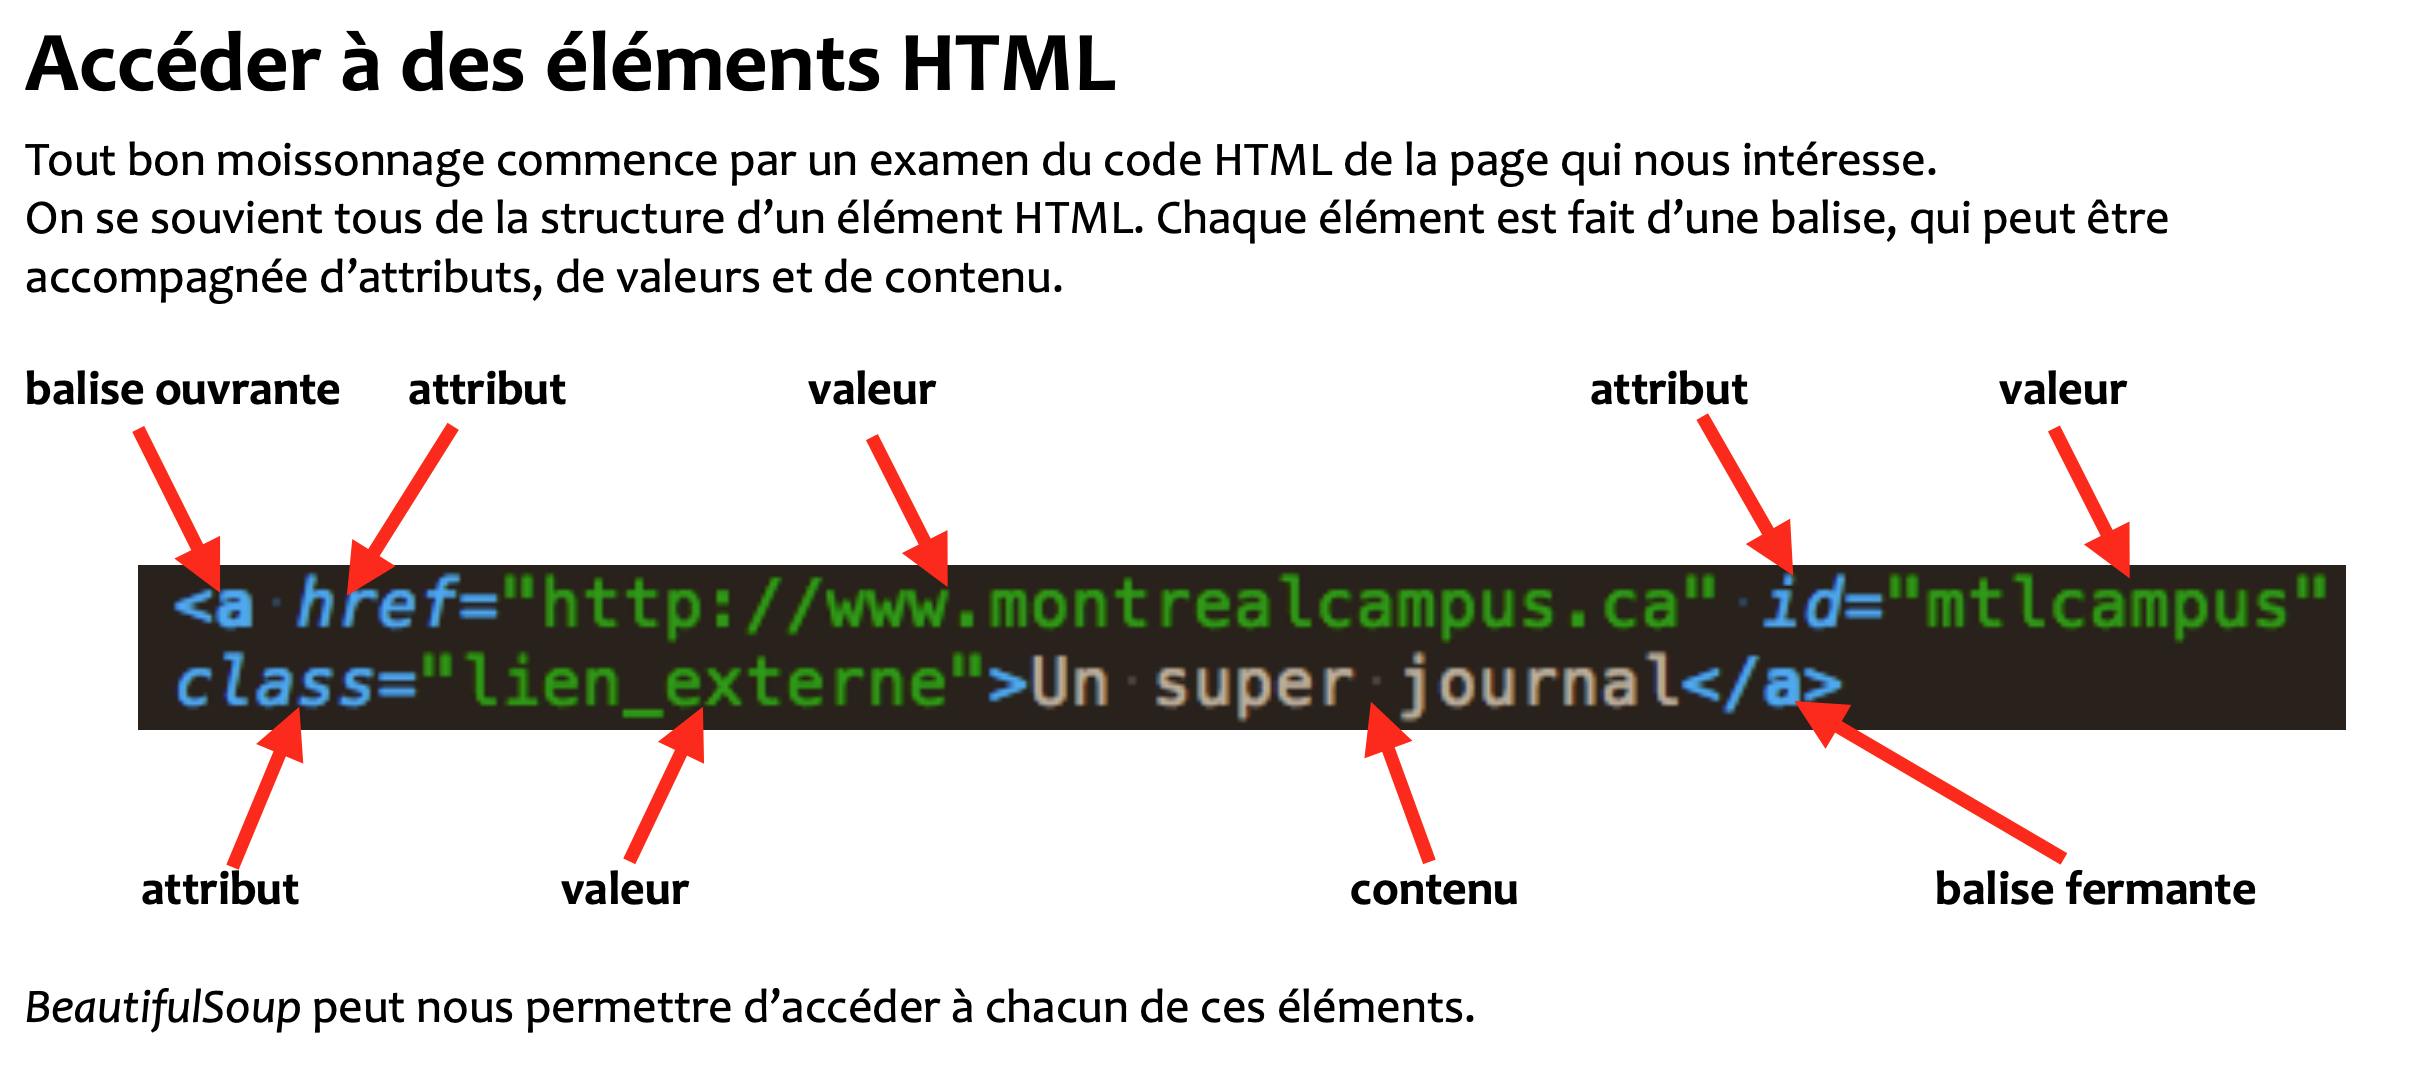 Accéder à des éléments HTML
Tout bon moissonnage commence par un examen du code HTML de la page qui nous intéresse.
On se souvient tous de la structure d’un élément HTML. Chaque élément est fait d’une balise, qui peut être
accompagnée d’attributs, de valeurs et de contenu.
balise ouvrante attribut valeur attribut valeur
<a href="http://www.montrealcampus.ca" id="mtlcampus"
class="lien_externe">Un super journal</a>
attribut valeur contenu balise fermante
BeautifulSoup peut nous permettre d’accéder à chacun de ces éléments.